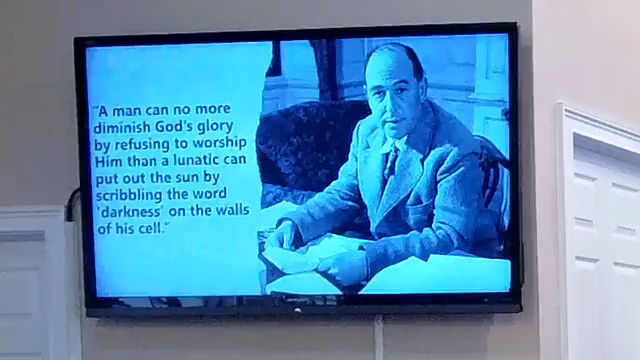 "A man can no more
diminish God's glory
by refusing to worship
Him than a lunatic can
put out the sun by
scribbling the word
'darkness' on the walls
of his cell."